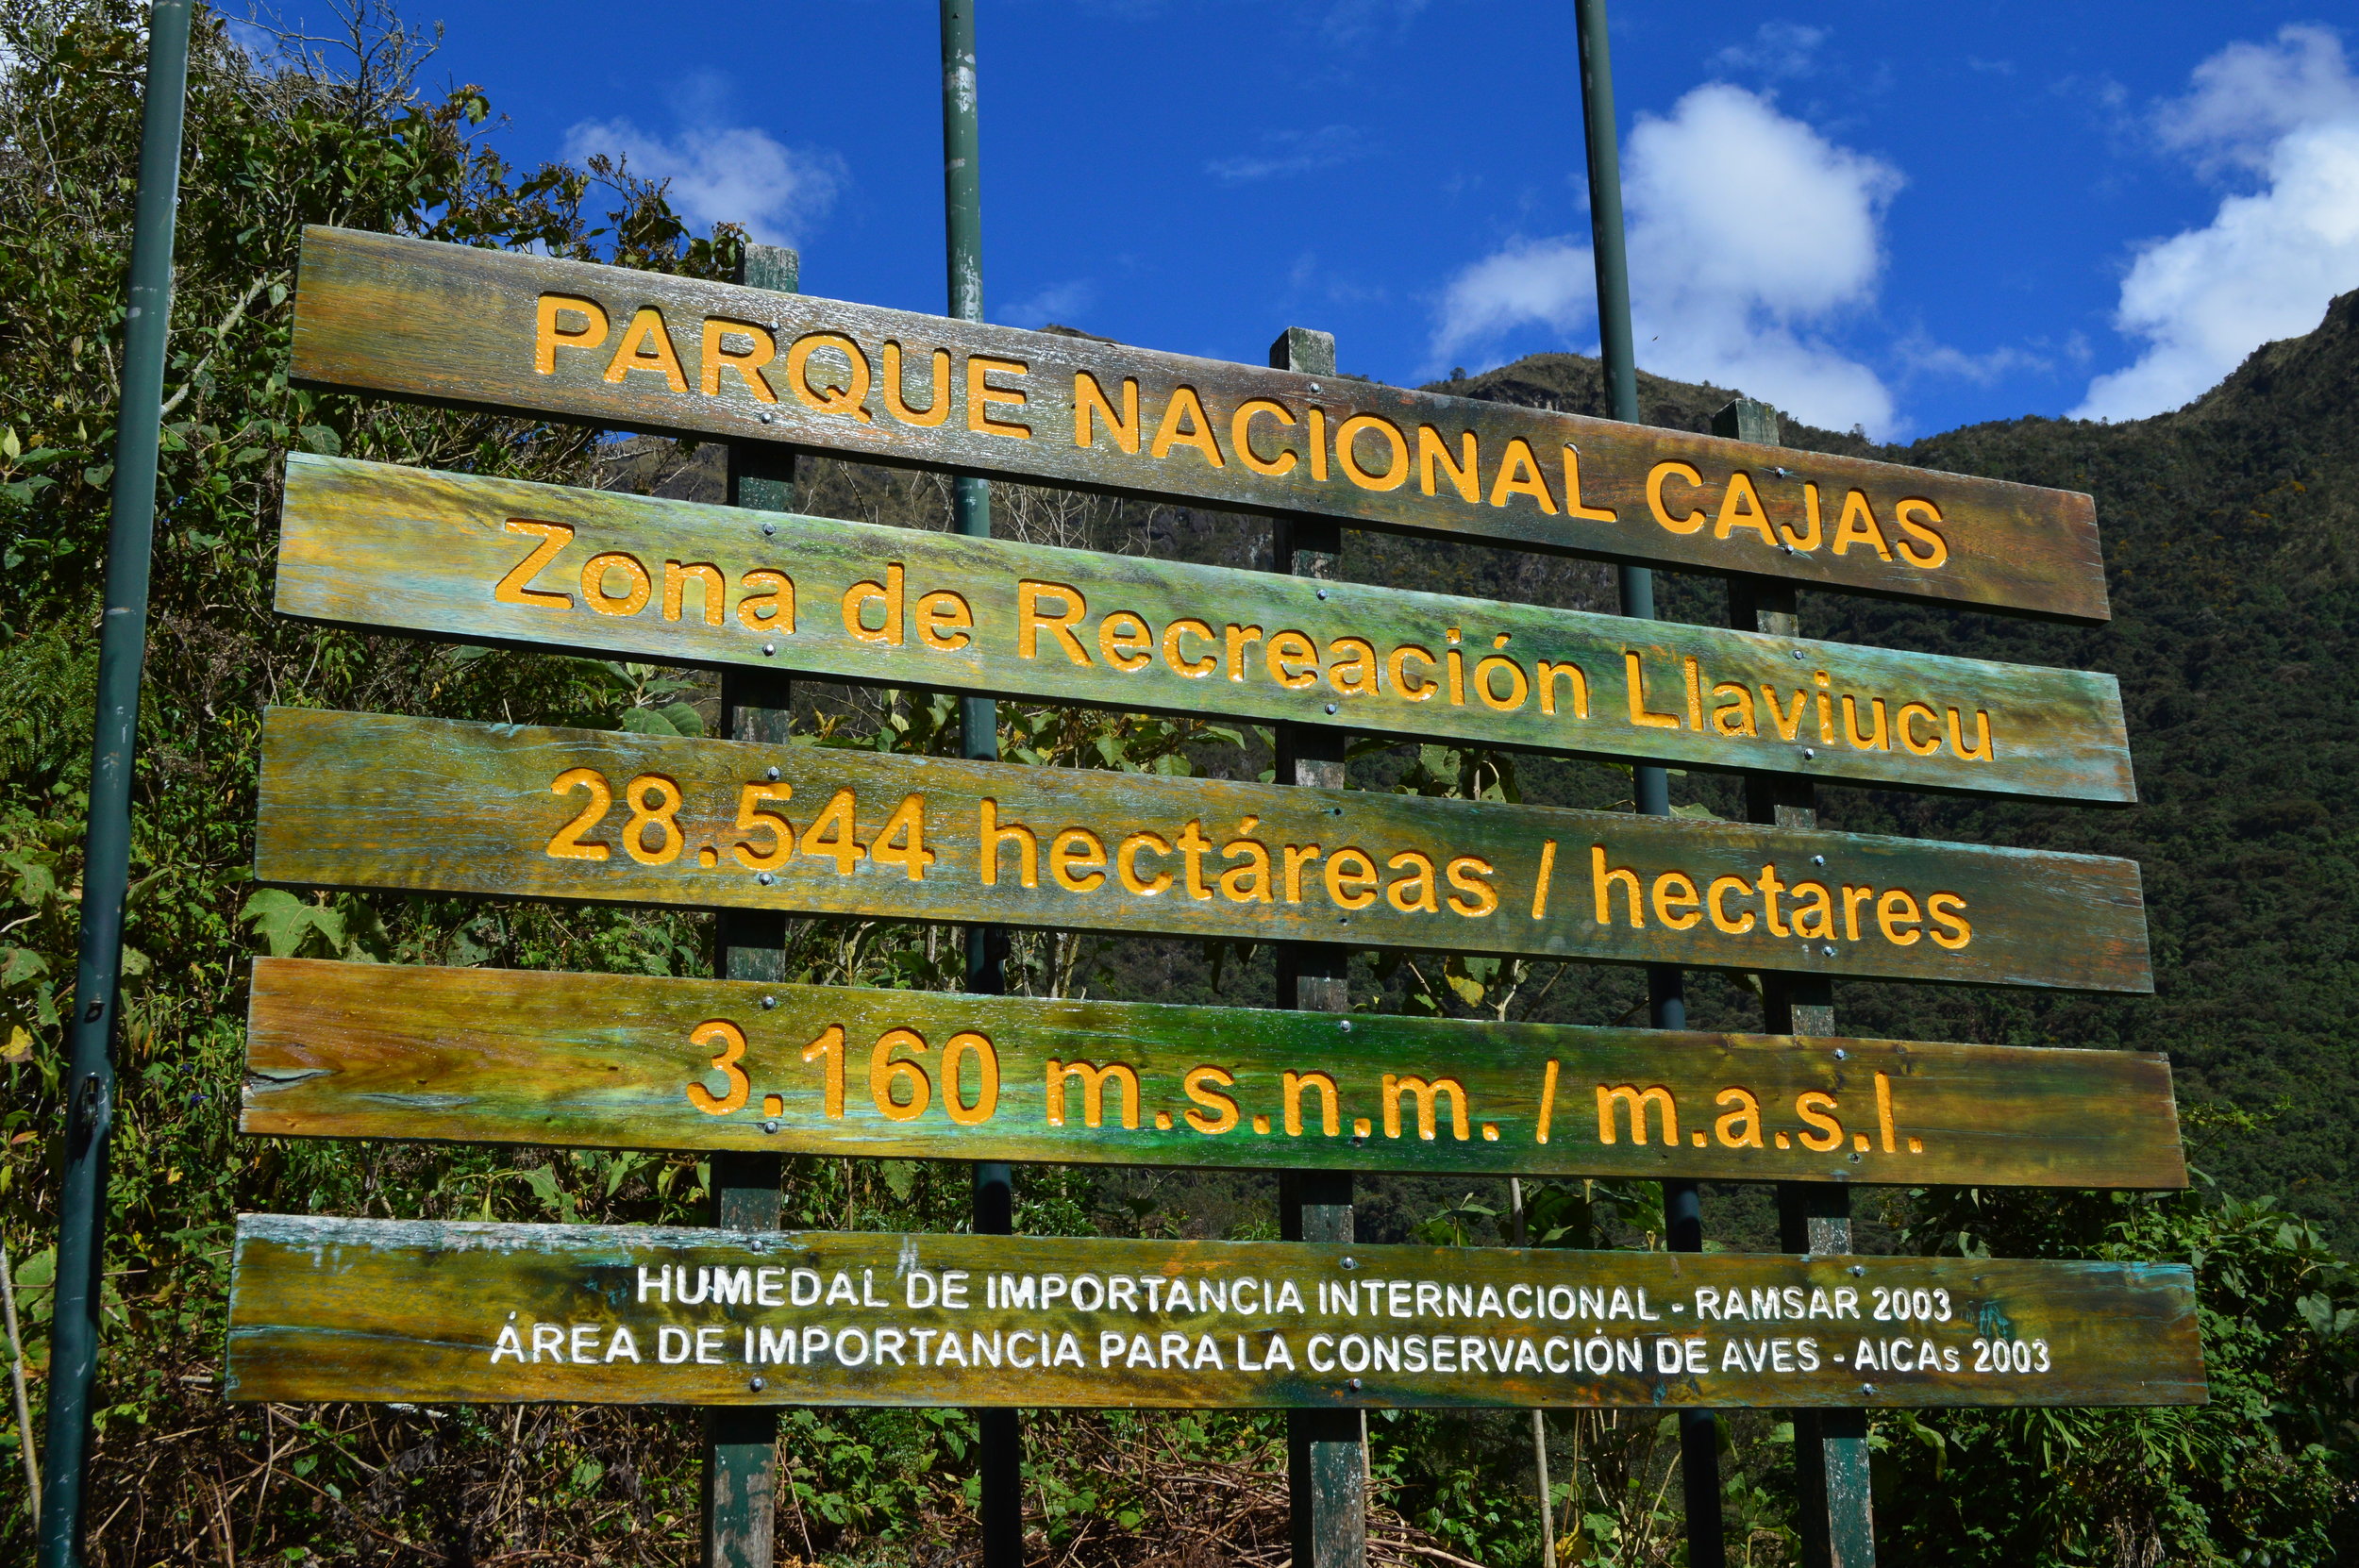 PARQUE NACIONAL CAJAS
Zona de Recreación Llaviucu
28.544 hectáreas / hectares
3.160 m.s.n.m. / m.a.s.l.
HUMEDAL DE IMPORTANCIA INTERNACIONAL - RAMSAR 2003
ÁREA DE IMPORTANCIA PARA LA CONSERVACIÓN DE AVES - AICAs 2003